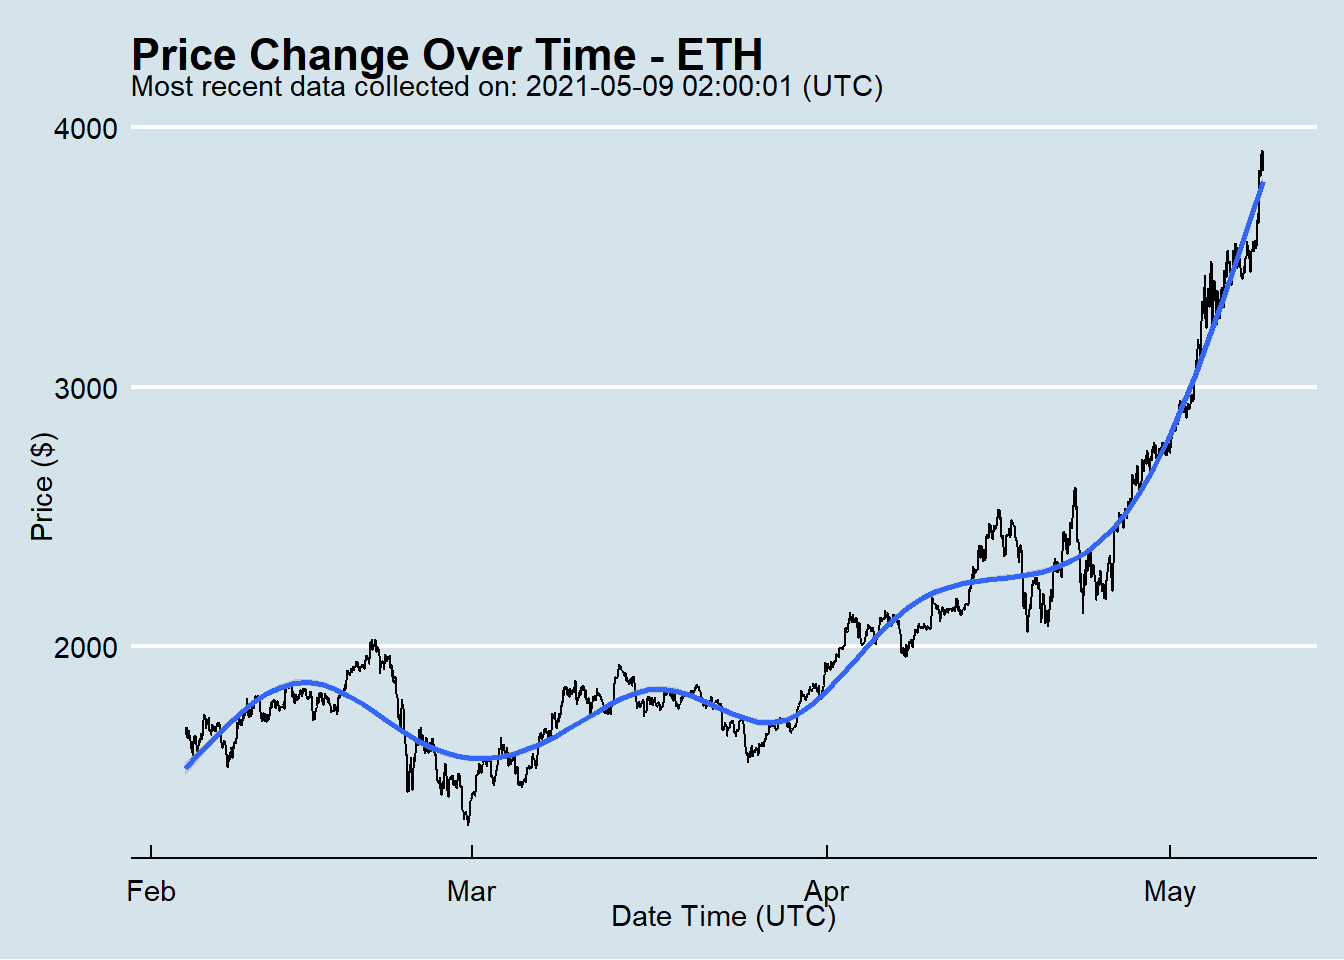 Price Change Over Time - ETH
Most recent data collected on: 2021-05-09 02:00:01 (UTC)
4000
3000
2000
Price ($)
Feb Mar Apr May
Date Time (UTC)